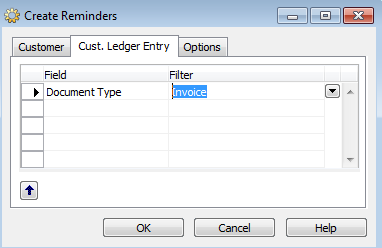 Create Reminders
Customer Cust. Ledger Entry Options
Field Filter
Document Type Invoice
OK Cancel Help